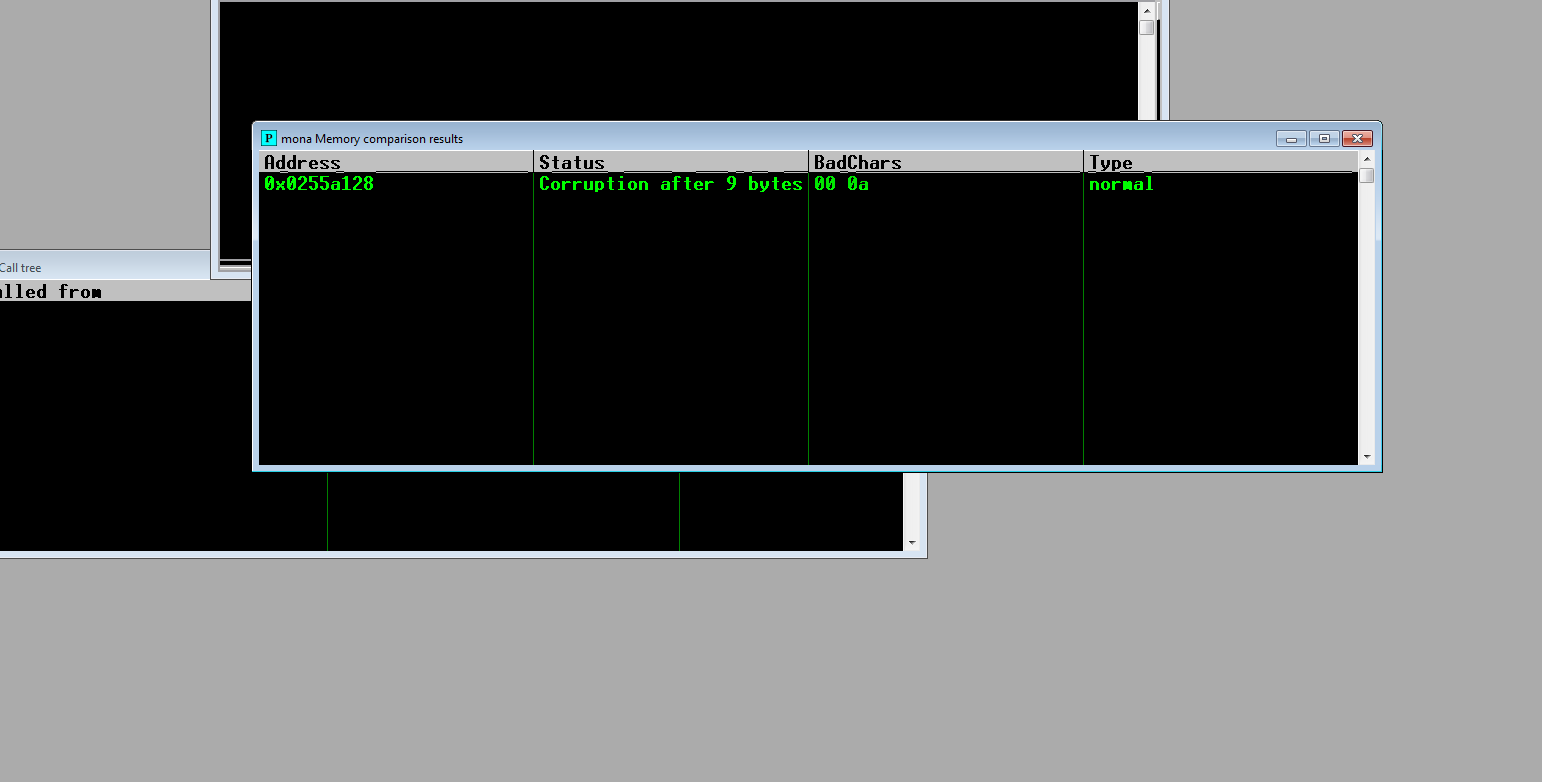 P mona Memory comparison results
Address Status BadChars Type
0x0255a128 Corruption after 9 bytes 00 0a normal
Call tree
alled from